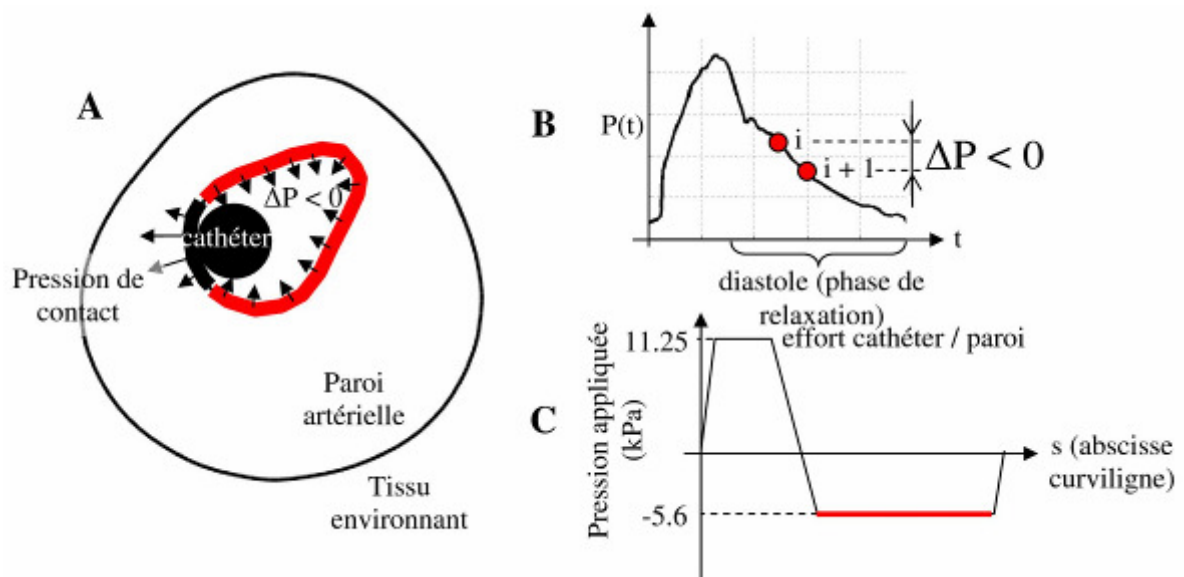 A
ΔP < 0
cathéter
Pression de
contact
Paroi
artérielle
Tissu
environnant
B
P(t)
i
i + 1
ΔP < 0
t
diastole (phase de
relaxation)
C
Pression appliquée
(kPa)
11.25
effort cathéter / paroi
-5.6
s (abscisse
curviligne)